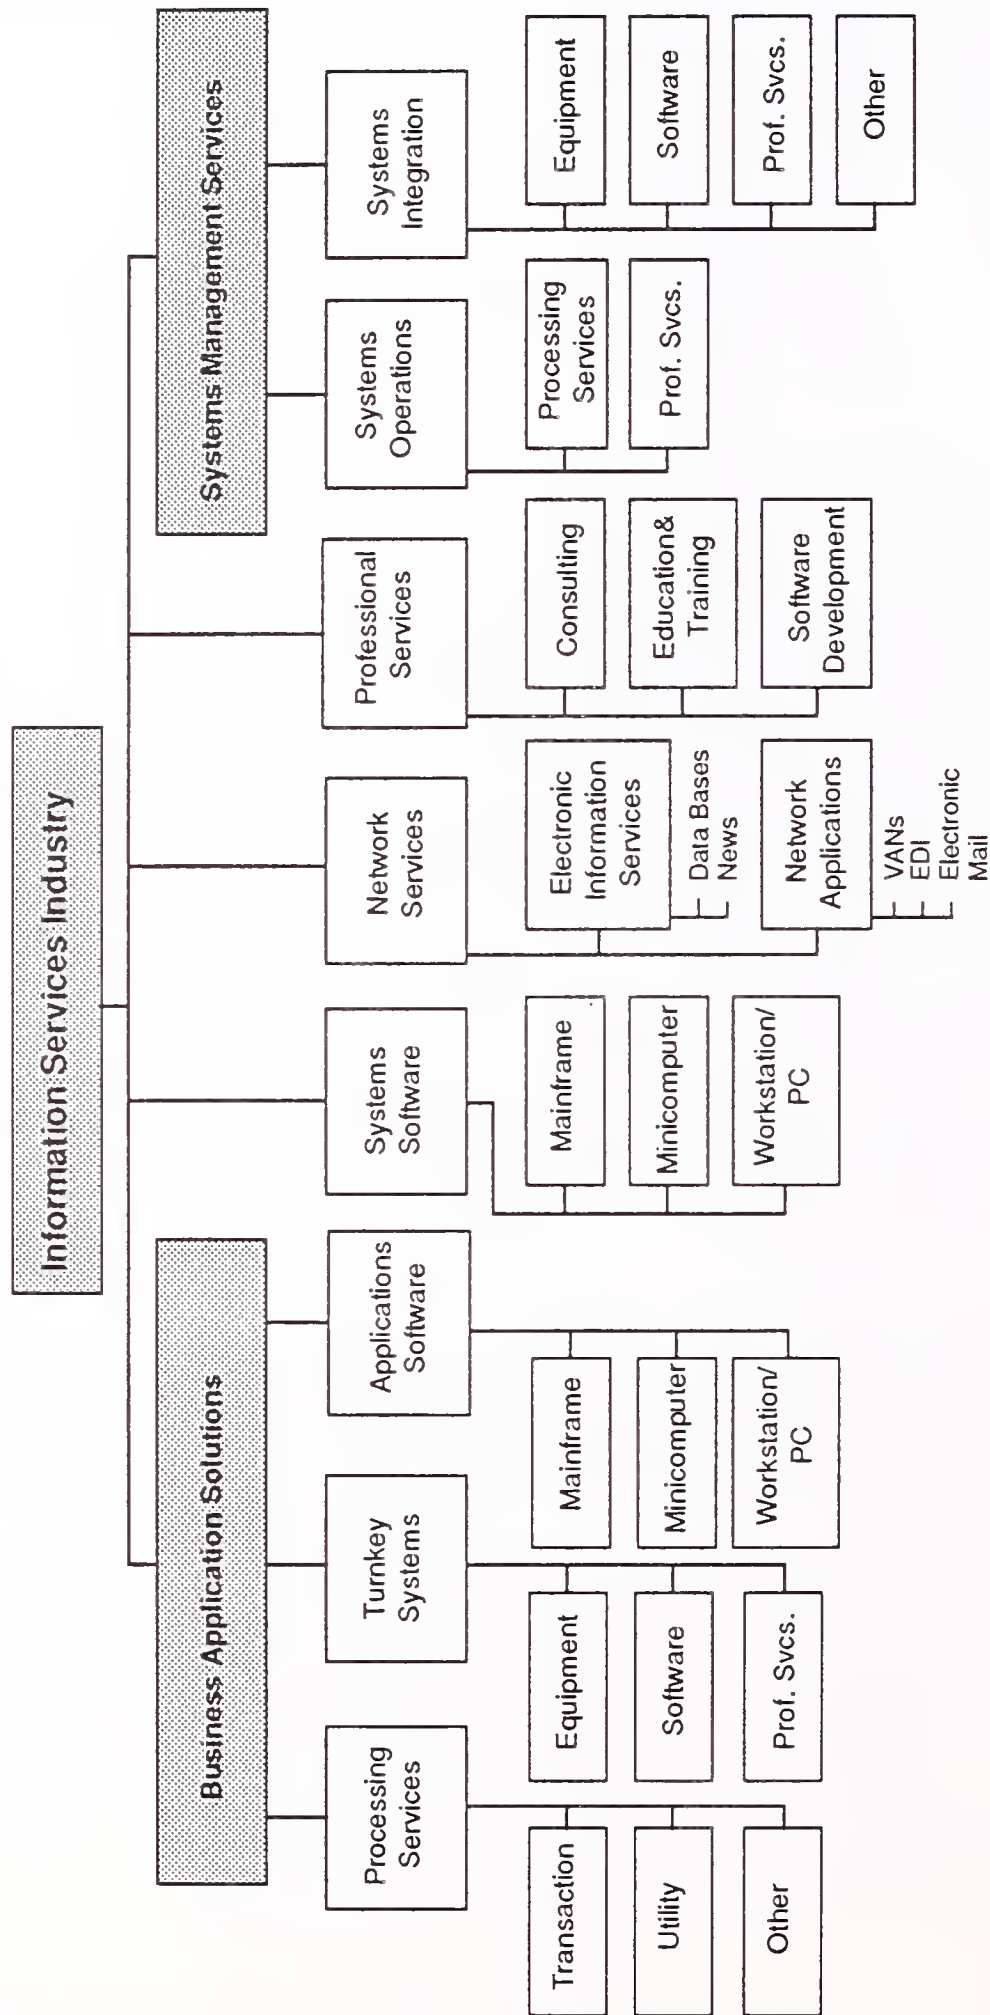 Information Services Industry
Business Application Solutions
Systems Management Services
Processing
Services
Turnkey
Systems
Applications
Software
Systems
Software
Network
Services
Professional
Services
Systems
Operations
Systems
Integration
Transaction
Utility
Other
Equipment
Software
Prof. Svcs.
Mainframe
Minicomputer
Workstation/
PC
Mainframe
Minicomputer
Workstation/
PC
Electronic
Information
Services
Data Bases
News
Network
Applications
VANs
EDI
Electronic
Mail
Consulting
Education&
Training
Software
Development
Processing
Services
Prof. Svcs.
Equipment
Software
Prof. Svcs.
Other